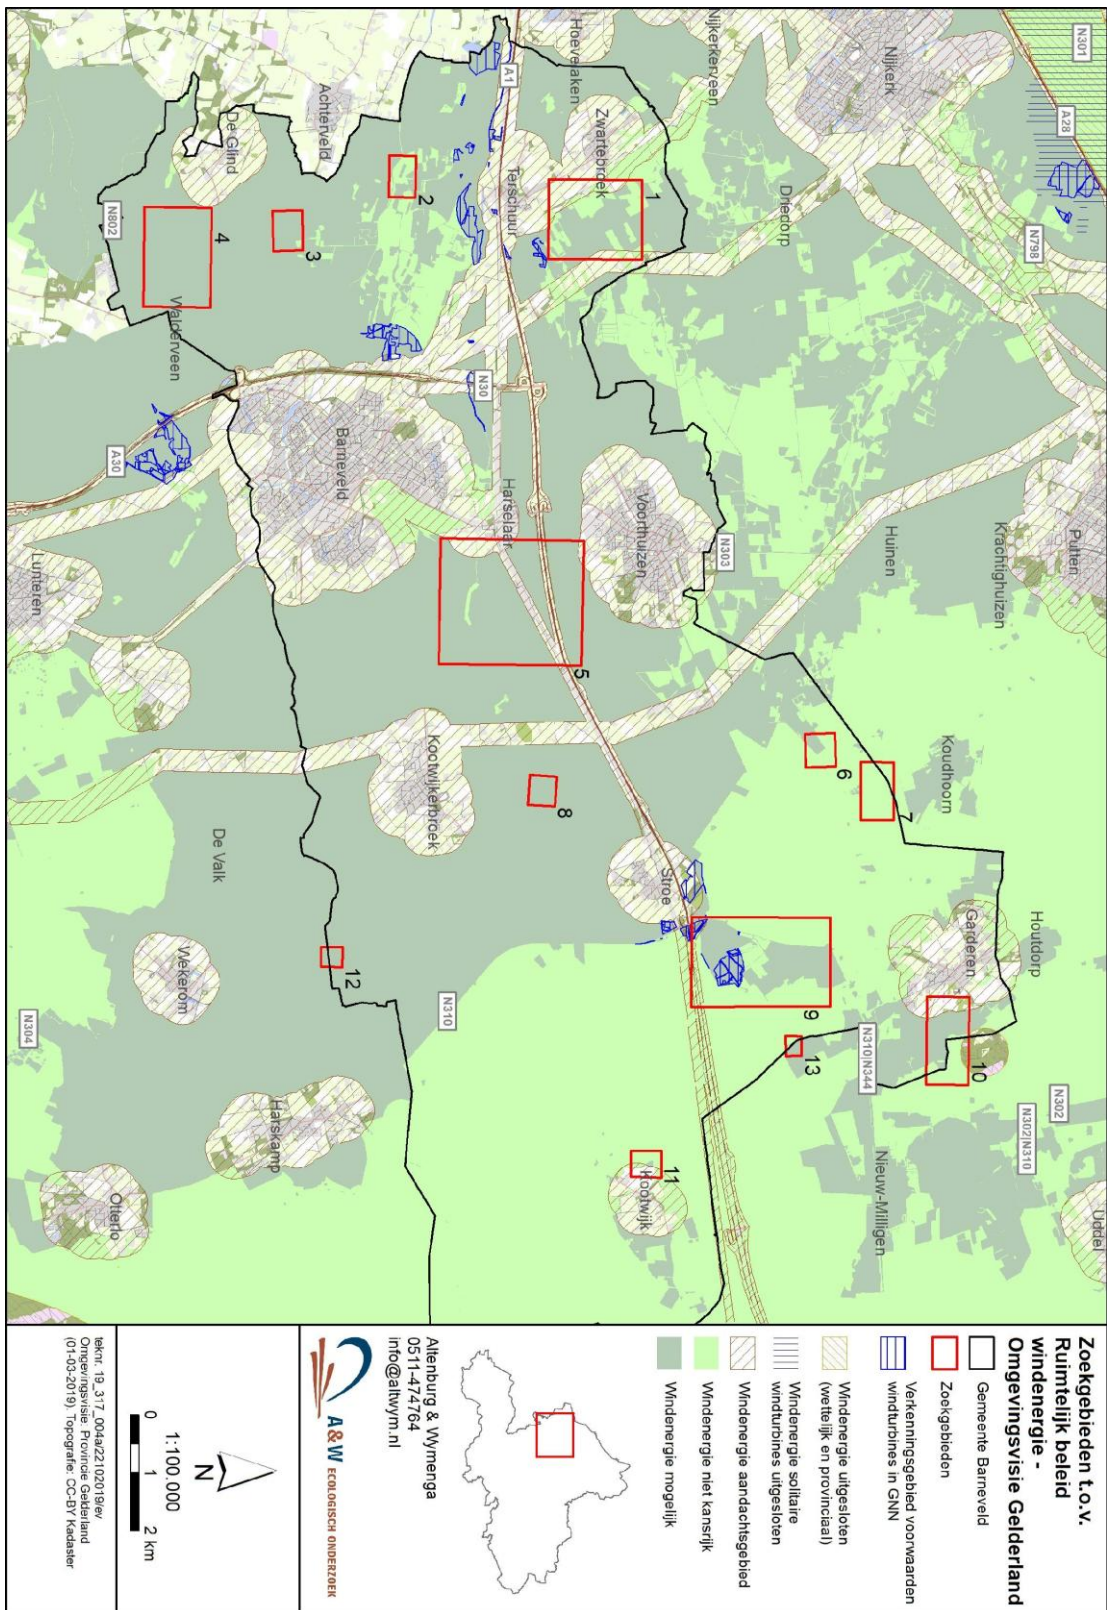 Zoekgebieden t.o.v.
Ruimtelijk beleid
windenergie -
Omgevingsvisie Gelderland
Gemeente Barneveld
Zoekgebieden
Verkenningsgebied voorwaarden
windturbines in GNN
Windenergie uitgesloten
(wettelijk en provinciaal)
Windenergie solitaire
windturbines uitgesloten
Windenergie aandachtsgebied
Windenergie niet kansrijk
Windenergie mogelijk
Altenburg & Wymenga
0511-474764
info@altwym.nl
A&W ECOLOGISCH ONDERZOEK
1:100.000
N
0 1 2 km
teknr. 19_317_004a/22102019/ev
Omgevingsvisie: Provincie Gelderland
(01-03-2019), Topografie: CC-BY Kadaster
N301
A28
Nijkerk
N798
Putten
Krachtighuizen
Huinen
Koudhoorn
Houtdorp
Garderen
N302
N302|N310
Uddel
Nijkerkerveen
Driedorp
N303
7
6
10
N310|N344
Nieuw-Milligen
Hoevelaken
Zwartebroek
1
Voorthuizen
9
13
A1
Terschuur
Harselaar
5
Stroe
11
Kootwijk
N30
8
2
Achterveld
3
Barneveld
Kootwijkerbroek
N310
De Glind
4
12
N802
Walderveen
A30
De Valk
Wekerom
Harskamp
Lunteren
N304
Otterlo